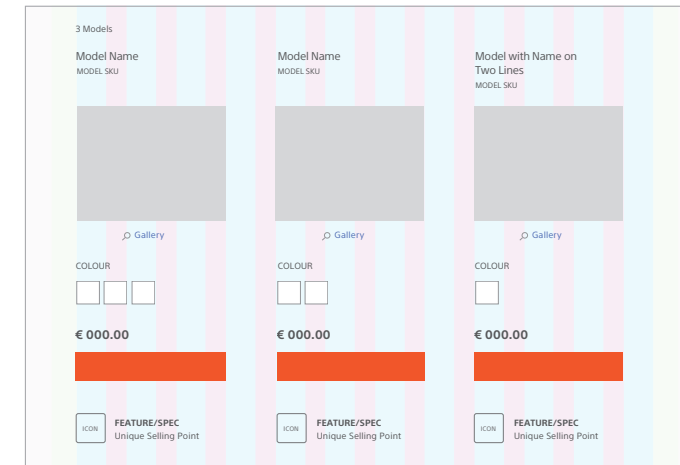 3 Models
Model Name
MODEL SKU
Gallery
COLOUR
€ 000.00
ICON
FEATURE/SPEC
Unique Selling Point
Model Name
MODEL SKU
Gallery
COLOUR
€ 000.00
ICON
FEATURE/SPEC
Unique Selling Point
Model with Name on
Two Lines
MODEL SKU
Gallery
COLOUR
€ 000.00
ICON
FEATURE/SPEC
Unique Selling Point